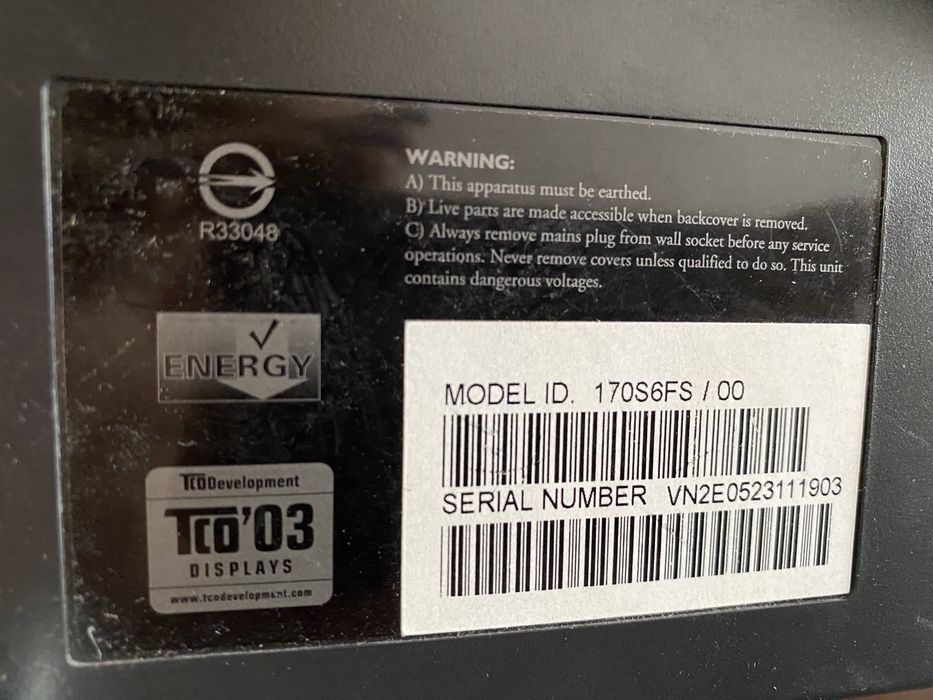 R33048
WARNING:
A) This apparatus must be earthed.
B) Live parts are made accessible when backcover is removed.
C) Always remove mains plug from wall socket before any service
operations. Never remove covers unless qualified to do so. This unit
contains dangerous voltages.
ENERGY
TCODevelopment
TCO'03
DISPLAYS
www.tcodevelopment.com
MODEL ID. 170S6FS / 00
SERIAL NUMBER VN2E0523111903